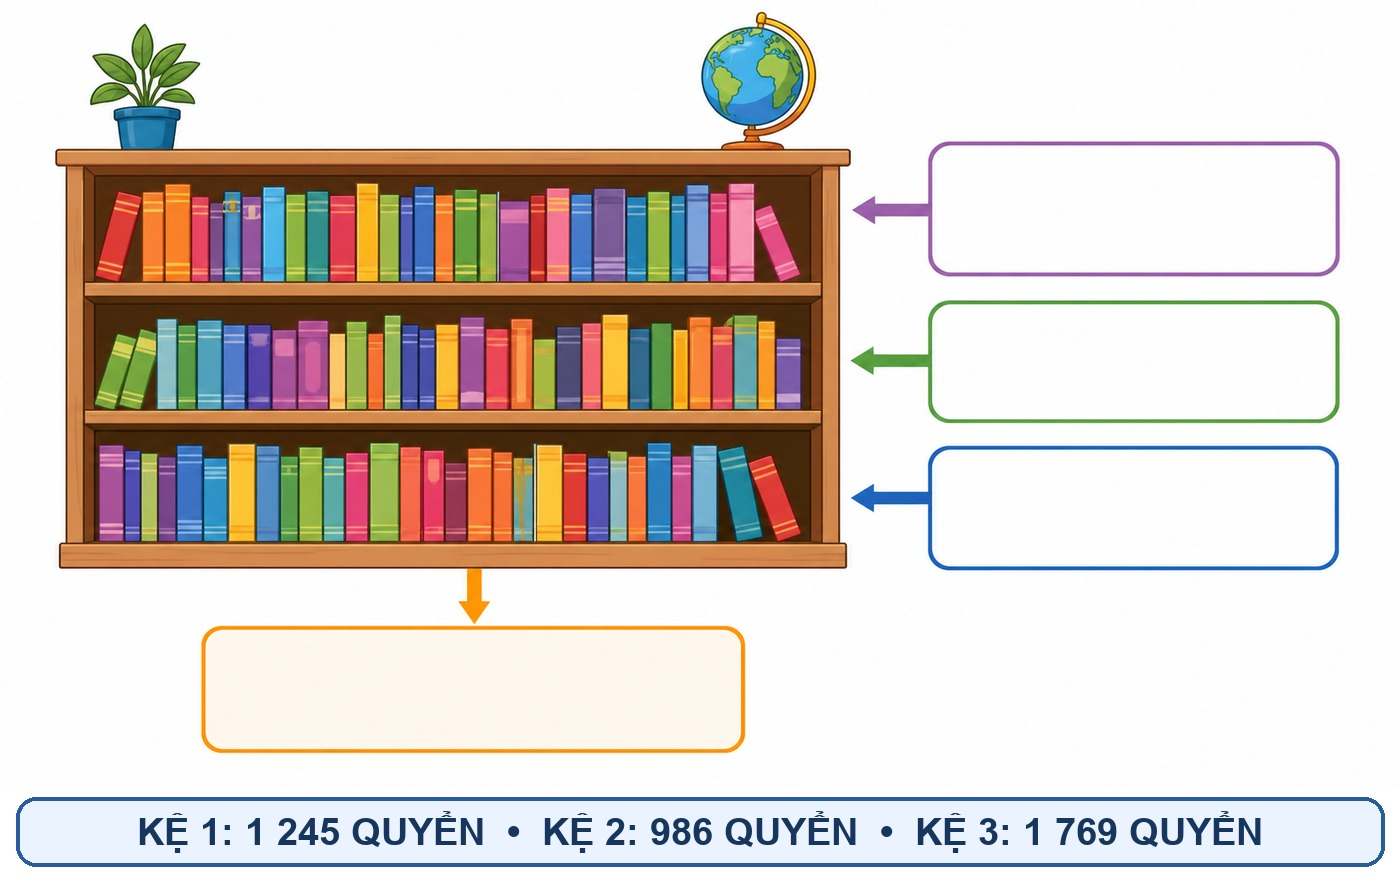 KỆ 1: 1 245 QUYỂN • KỆ 2: 986 QUYỂN • KỆ 3: 1 769 QUYỂN